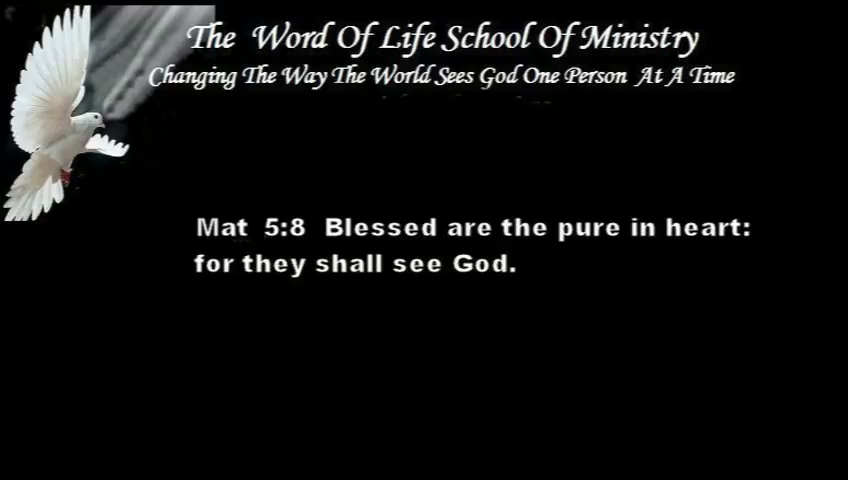 The Word Of Life School Of Ministry
Changing The Way The World Sees God One Person At A Time
Mat 5:8 Blessed are the pure in heart:
for they shall see God.